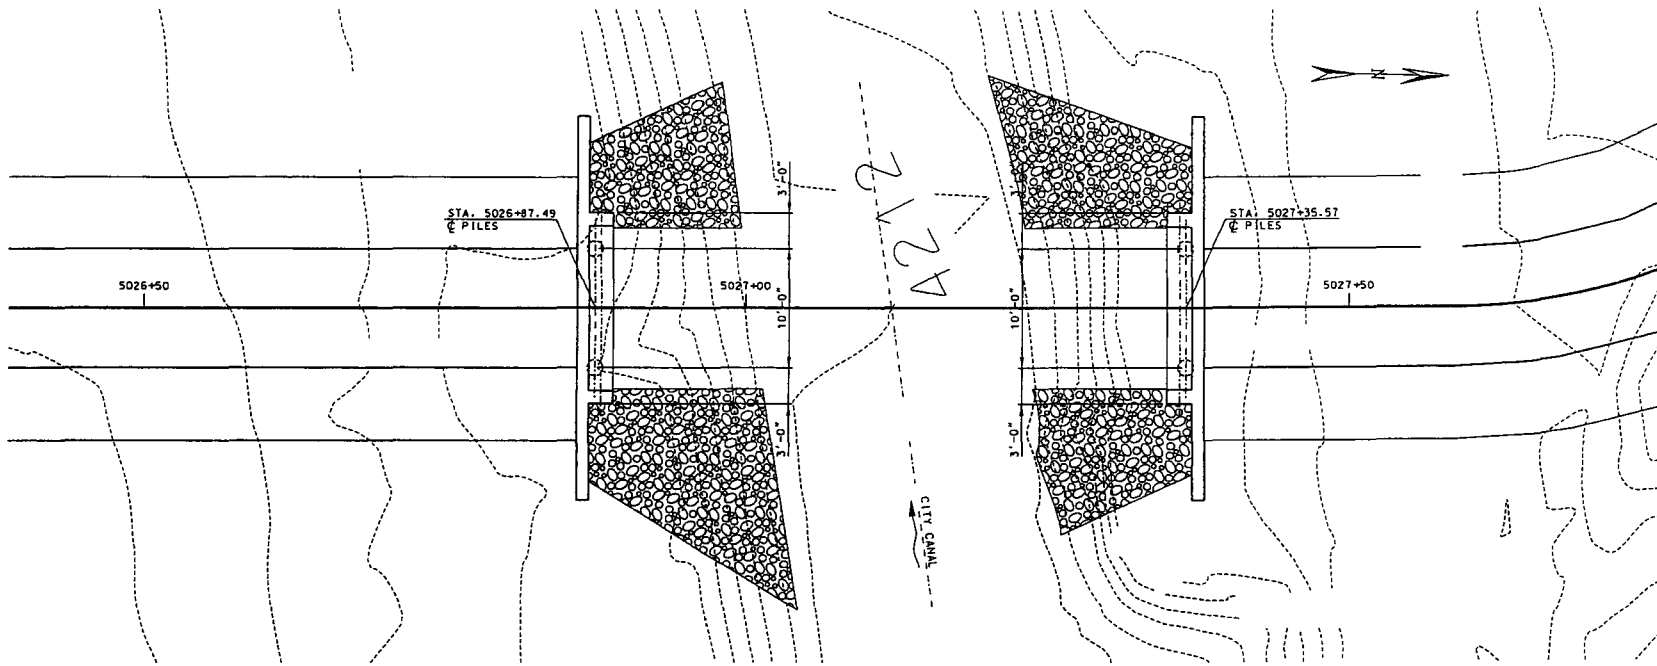 N
3'-0"
3'-0"
4212
STA. 5026+87.49
℄ PILES
STA. 5027+35.57
℄ PILES
5026+50
5027+00
5027+50
10'-0"
10'-0"
3'-0"
3'-0"
CITY CANAL